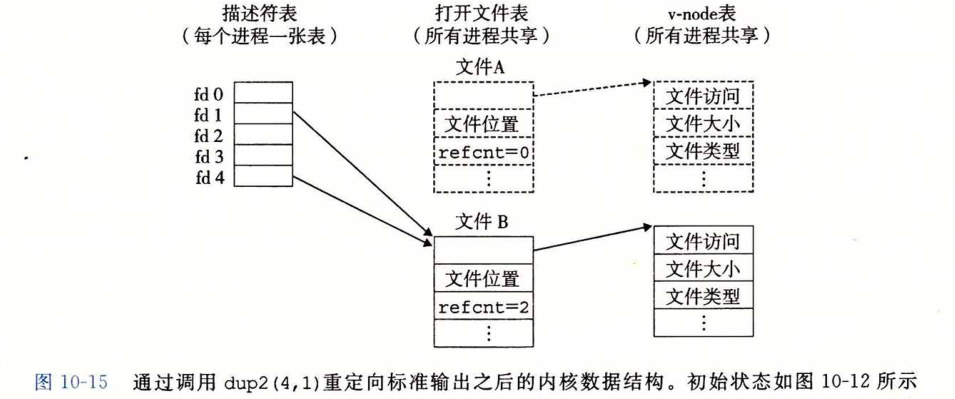 描述符表
（每个进程一张表）
打开文件表
（所有进程共享）
v-node表
（所有进程共享）
fd 0
fd 1
fd 2
fd 3
fd 4
文件A
文件位置
refcnt=0
⋮
文件访问
文件大小
文件类型
⋮
文件 B
文件位置
refcnt=2
⋮
文件访问
文件大小
文件类型
⋮
图 10-15 通过调用 dup2(4,1)重定向标准输出之后的内核数据结构。初始状态如图 10-12 所示